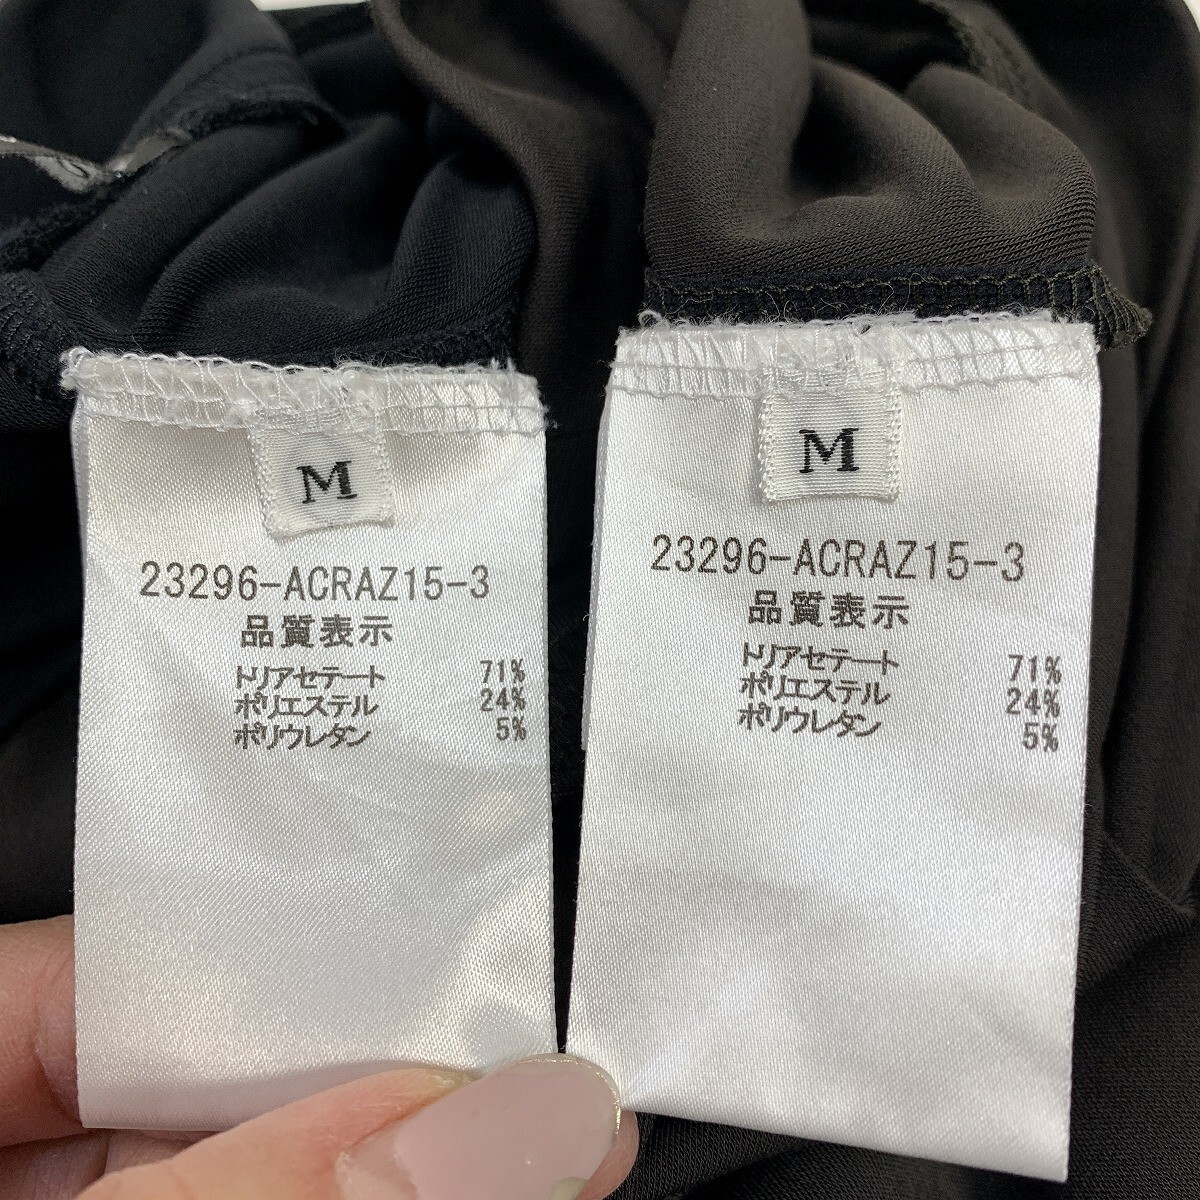 M
23296-ACRAZ15-3
品質表示
トリアセテート 71%
ポリエステル 24%
ポリウレタン 5%
M
23296-ACRAZ15-3
品質表示
トリアセテート 71%
ポリエステル 24%
ポリウレタン 5%